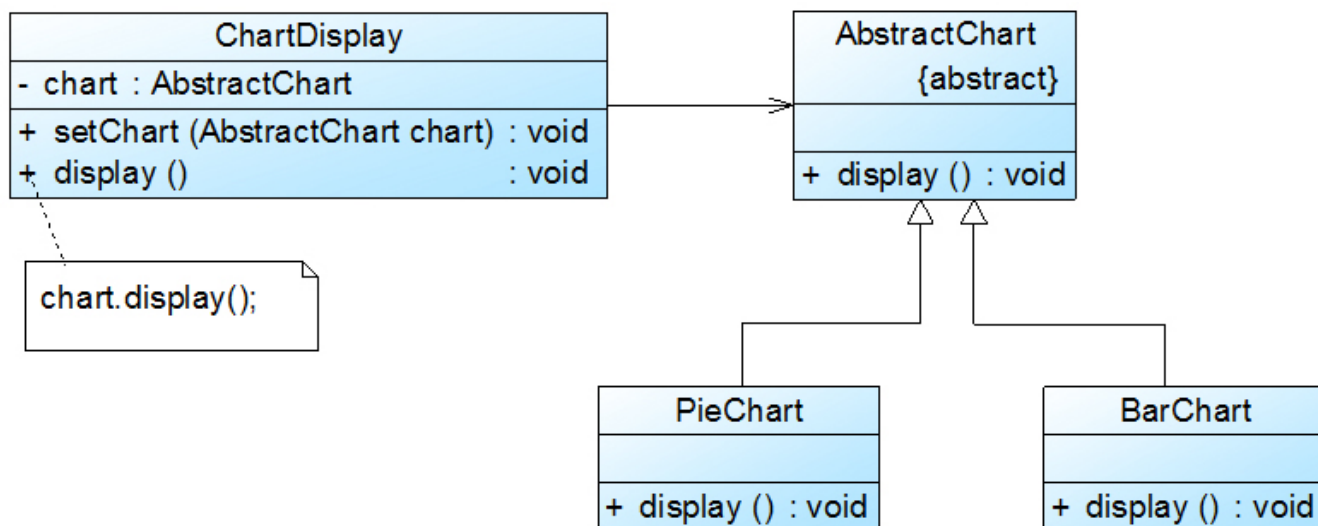 ChartDisplay
- chart : AbstractChart
+ setChart (AbstractChart chart) : void
+ display () : void
chart.display();
AbstractChart
{abstract}
+ display () : void
PieChart
+ display () : void
BarChart
+ display () : void